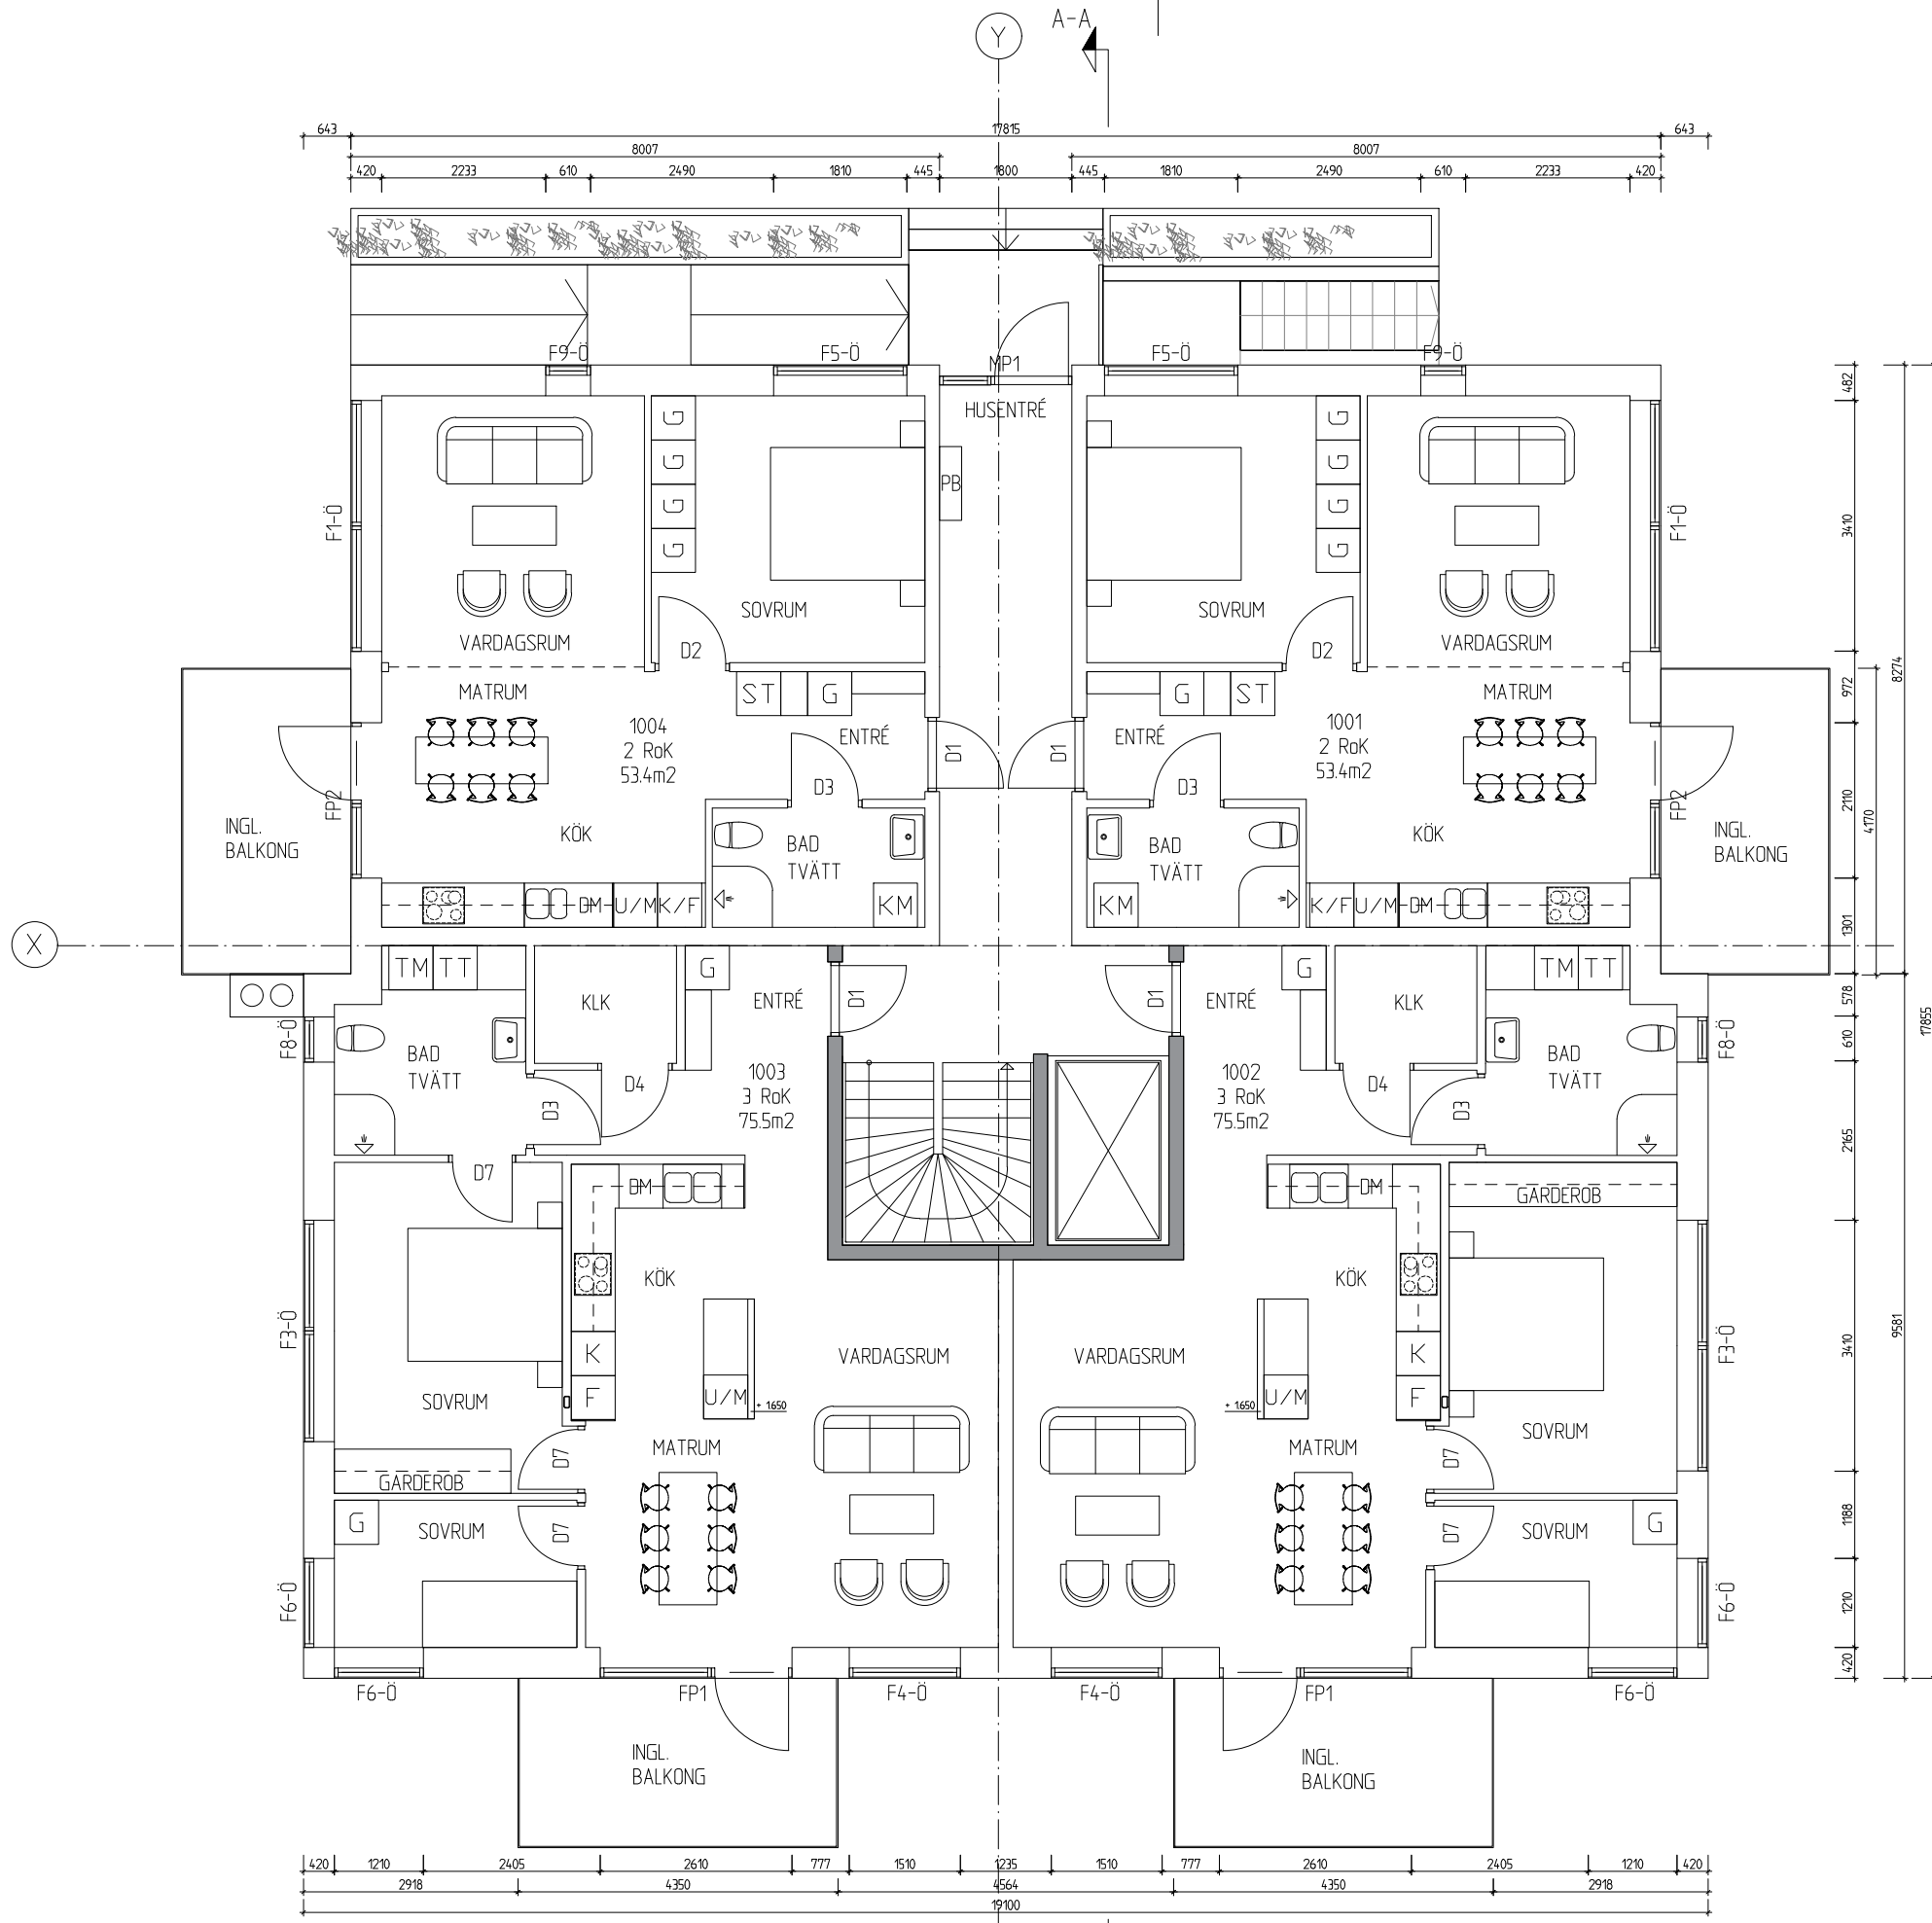 Y
A-A
643
17815
643
8007
8007
420
2233
610
2490
1810
445
1800
445
1810
2490
610
2233
420
F9-Ö
F5-Ö
MP1
F5-Ö
F9-Ö
HUSENTRÉ
482
G
G
G
G
G
G
G
G
PB
F1-Ö
F1-Ö
3410
SOVRUM
SOVRUM
VARDAGSRUM
VARDAGSRUM
D2
D2
8274
MATRUM
MATRUM
972
ST
G
G
ST
1004
2 RoK
53.4m2
1001
2 RoK
53.4m2
ENTRÉ
ENTRÉ
D1
D1
D3
D3
FP2
FP2
2110
4170
INGL.
BALKONG
INGL.
BALKONG
KÖK
KÖK
BAD
TVÄTT
BAD
TVÄTT
DM
U/M
K/F
KM
KM
K/F
U/M
DM
1301
X
TM
TT
G
G
TM
TT
KLK
KLK
ENTRÉ
ENTRÉ
D1
D1
578
17855
F8-Ö
F8-Ö
610
BAD
TVÄTT
BAD
TVÄTT
1003
3 RoK
75.5m2
1002
3 RoK
75.5m2
D4
D4
D3
D3
2165
D7
DM
DM
GARDEROB
KÖK
KÖK
F3-Ö
F3-Ö
3410
9581
K
K
VARDAGSRUM
VARDAGSRUM
F
U/M
U/M
F
+ 1650
+ 1650
SOVRUM
SOVRUM
MATRUM
MATRUM
D7
D7
GARDEROB
G
SOVRUM
D7
D7
SOVRUM
G
1188
F6-Ö
F6-Ö
1210
420
F6-Ö
FP1
F4-Ö
F4-Ö
FP1
F6-Ö
INGL.
BALKONG
INGL.
BALKONG
420
1210
2405
2610
777
1510
1235
1510
777
2610
2405
1210
420
2918
4350
4564
4350
2918
19100